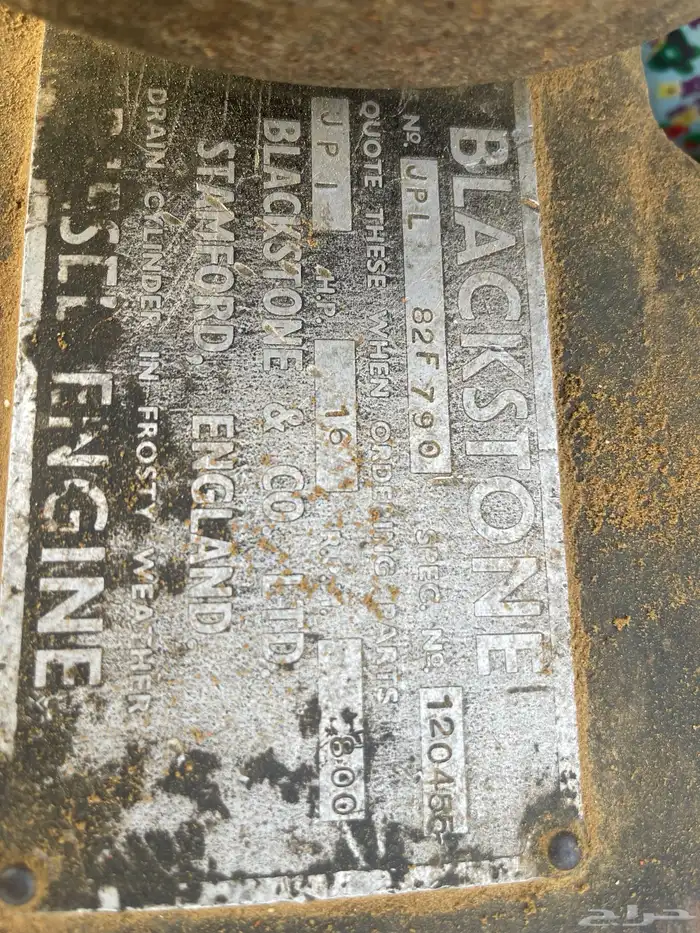 BLACKSTONE
No. JPL 82F790 SPEC. No. 120455
QUOTE THESE WHEN ORDERING PARTS
JP1 H.P. 16 800
BLACKSTONE & CO. LTD.
STAMFORD, ENGLAND
DRAIN CYLINDER IN FROSTY WEATHER
DIESEL ENGINE
حراج